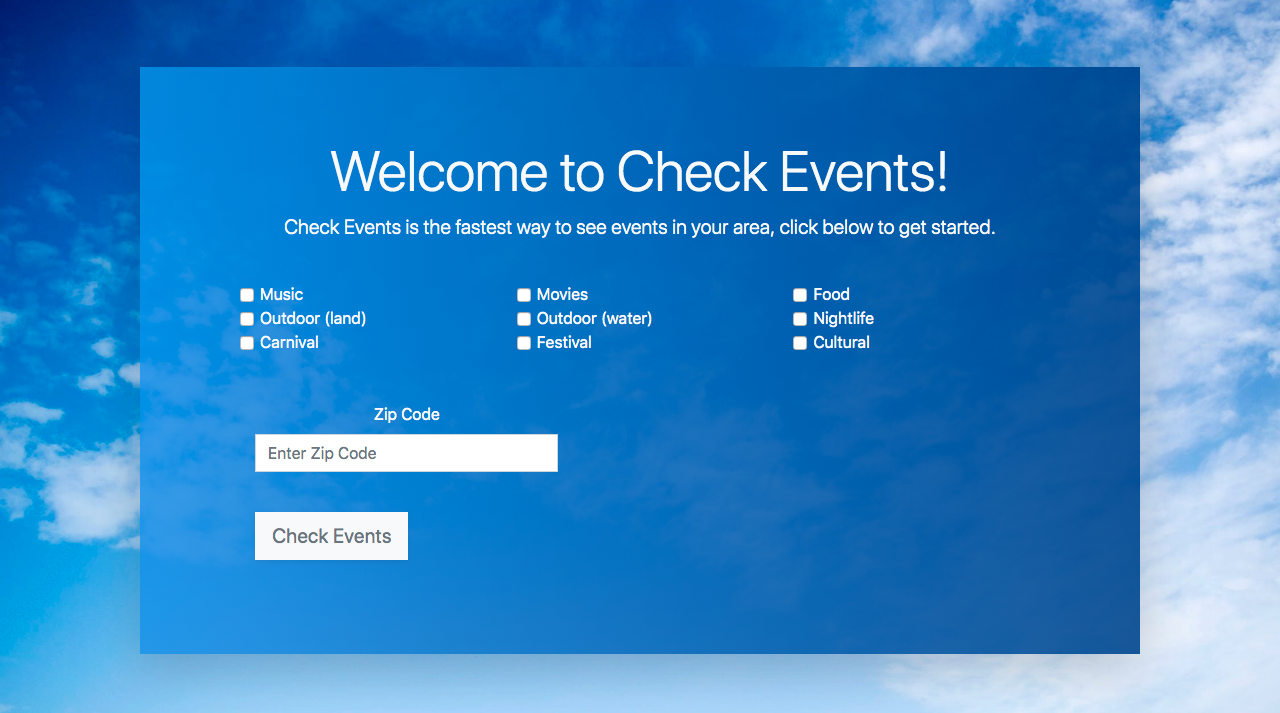 Welcome to Check Events!
Check Events is the fastest way to see events in your area, click below to get started.
Music Movies Food
Outdoor (land) Outdoor (water) Nightlife
Carnival Festival Cultural
Zip Code
Enter Zip Code
Check Events